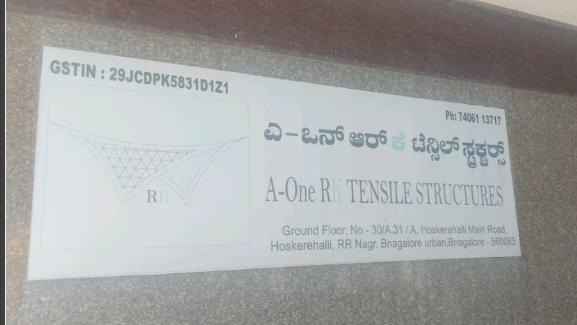 GSTIN : 29JCDPK5831D1Z1
Ph: 74061 13717
ಎ-ಒನ್ ಆರ್ ಕೆ ಟೆನ್ಸಿಲ್ ಸ್ಟ್ರಕ್ಚರ್ಸ್
RK
A-One RK TENSILE STRUCTURES
Ground Floor, No - 30/A,31 / A, Hoskerehalli Main Road,
Hoskerehalli, RR Nagr. Bnagalore urban,Bnagalore - 560085